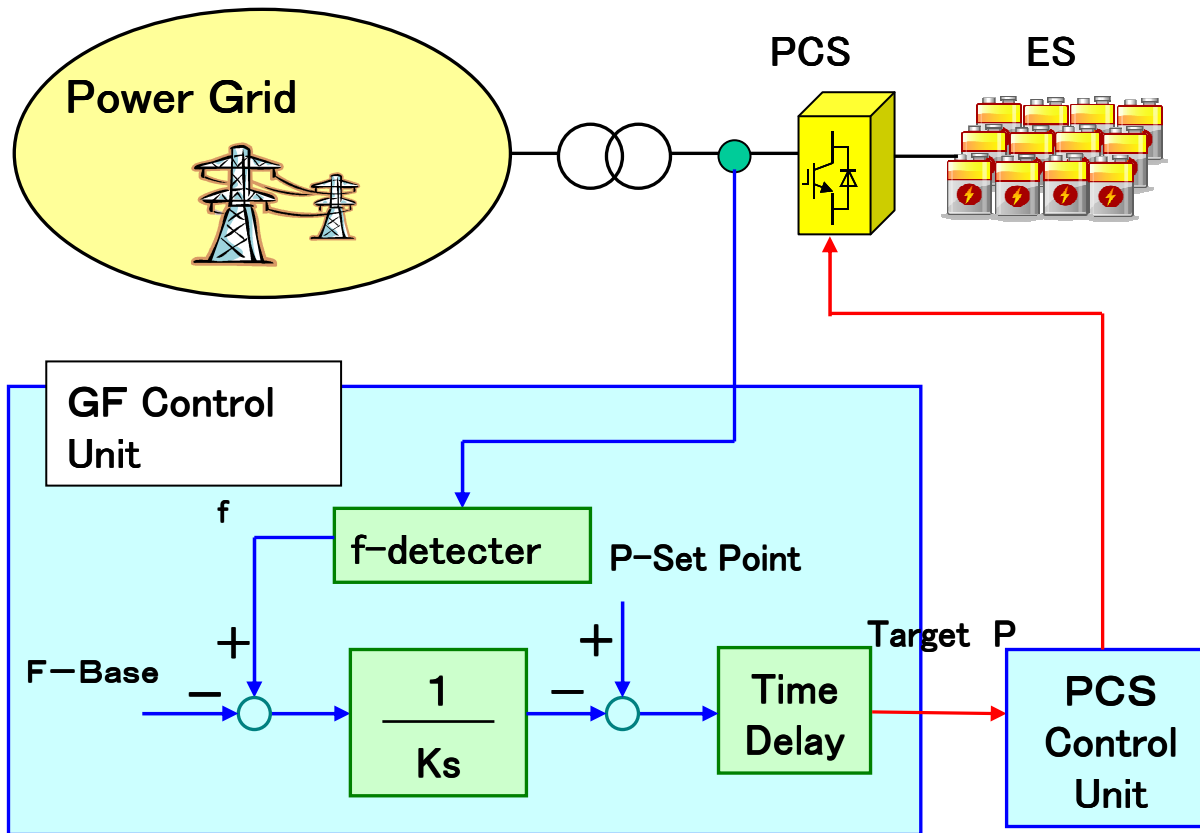 PCS
ES
Power Grid
GF Control
Unit
f
f-detecter
P-Set Point
+
+
Target P
F-Base
-
1
Ks
-
Time
Delay
PCS
Control
Unit